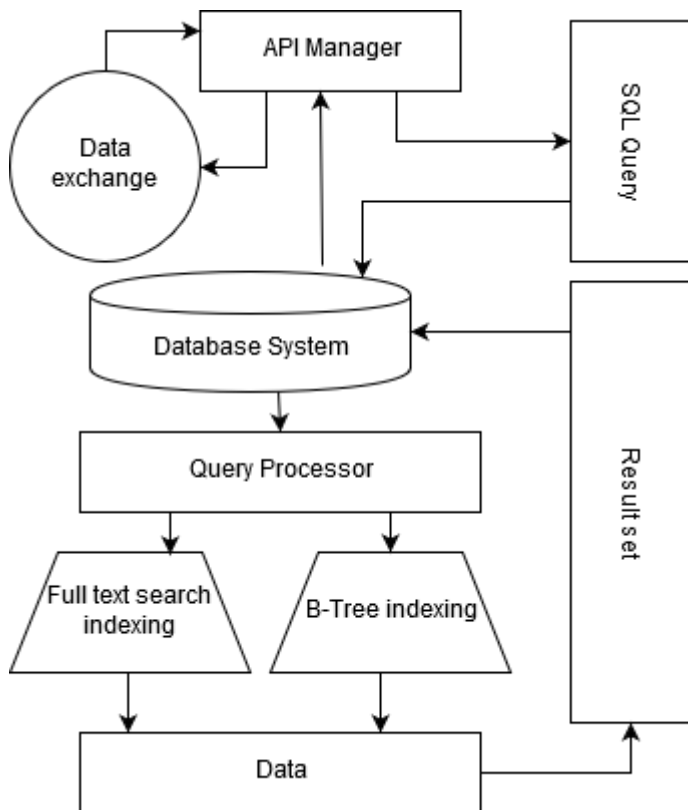 API Manager
SQL Query
Data
exchange
Database System
Query Processor
Result set
Full text search
indexing
B-Tree indexing
Data